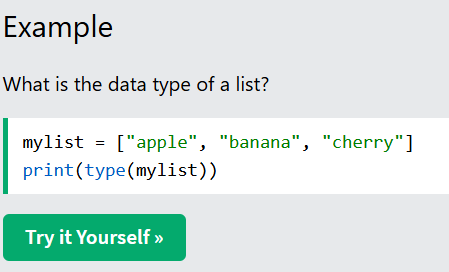 Example
What is the data type of a list?
mylist = ["apple", "banana", "cherry"]
print(type(mylist))
Try it Yourself »